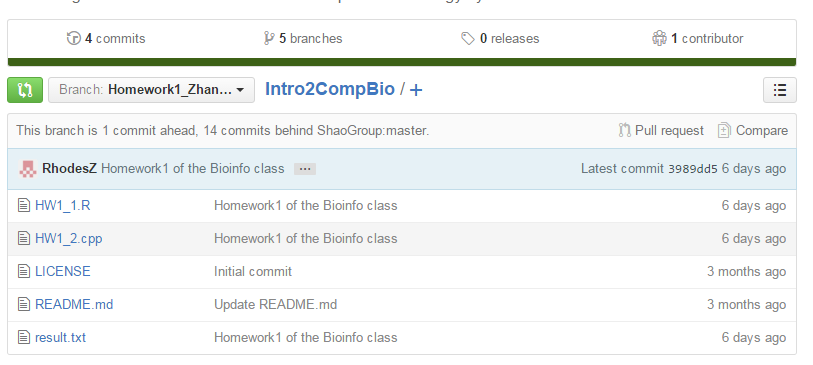 4 commits 5 branches 0 releases 1 contributor
Branch: Homework1_Zhan... Intro2CompBio / +
This branch is 1 commit ahead, 14 commits behind ShaoGroup:master. Pull request Compare
RhodesZ Homework1 of the Bioinfo class ... Latest commit 3989dd5 6 days ago
HW1_1.R Homework1 of the Bioinfo class 6 days ago
HW1_2.cpp Homework1 of the Bioinfo class 6 days ago
LICENSE Initial commit 3 months ago
README.md Update README.md 3 months ago
result.txt Homework1 of the Bioinfo class 6 days ago